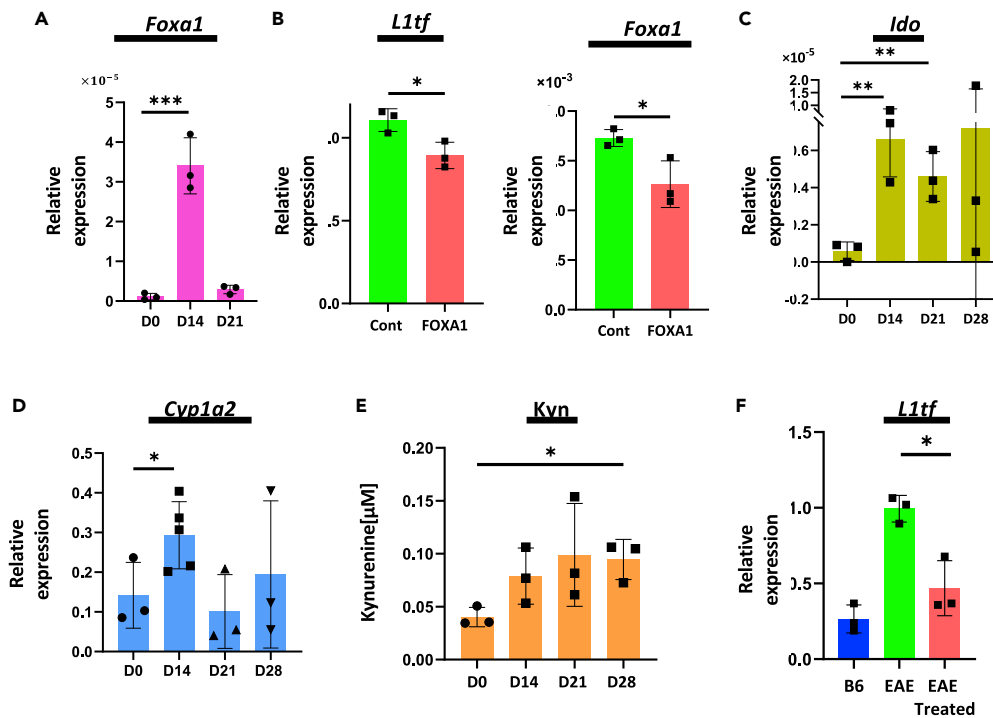 A
Foxa1
×10⁻⁵
***
Relative
expression
5
4
3
2
1
0
D0 D14 D21
B
L1tf
*
Relative
expression
.0
.5
.0
Cont FOXA1
Foxa1
×10⁻³
*
Relative
expression
.0
.5
.0
.5
.0
Cont FOXA1
C
Ido
×10⁻⁵
**
**
Relative
expression
2.0
1.5
1.0
0.6
0.4
0.2
0.0
-0.2
D0 D14 D21 D28
D
Cyp1a2
*
Relative
expression
0.5
0.4
0.3
0.2
0.1
0.0
D0 D14 D21 D28
E
Kyn
*
Kynurenine[μM]
0.20
0.15
0.10
0.05
0.00
D0 D14 D21 D28
F
L1tf
*
Relative
expression
1.5
1.0
0.5
0.0
B6 EAE EAE
Treated